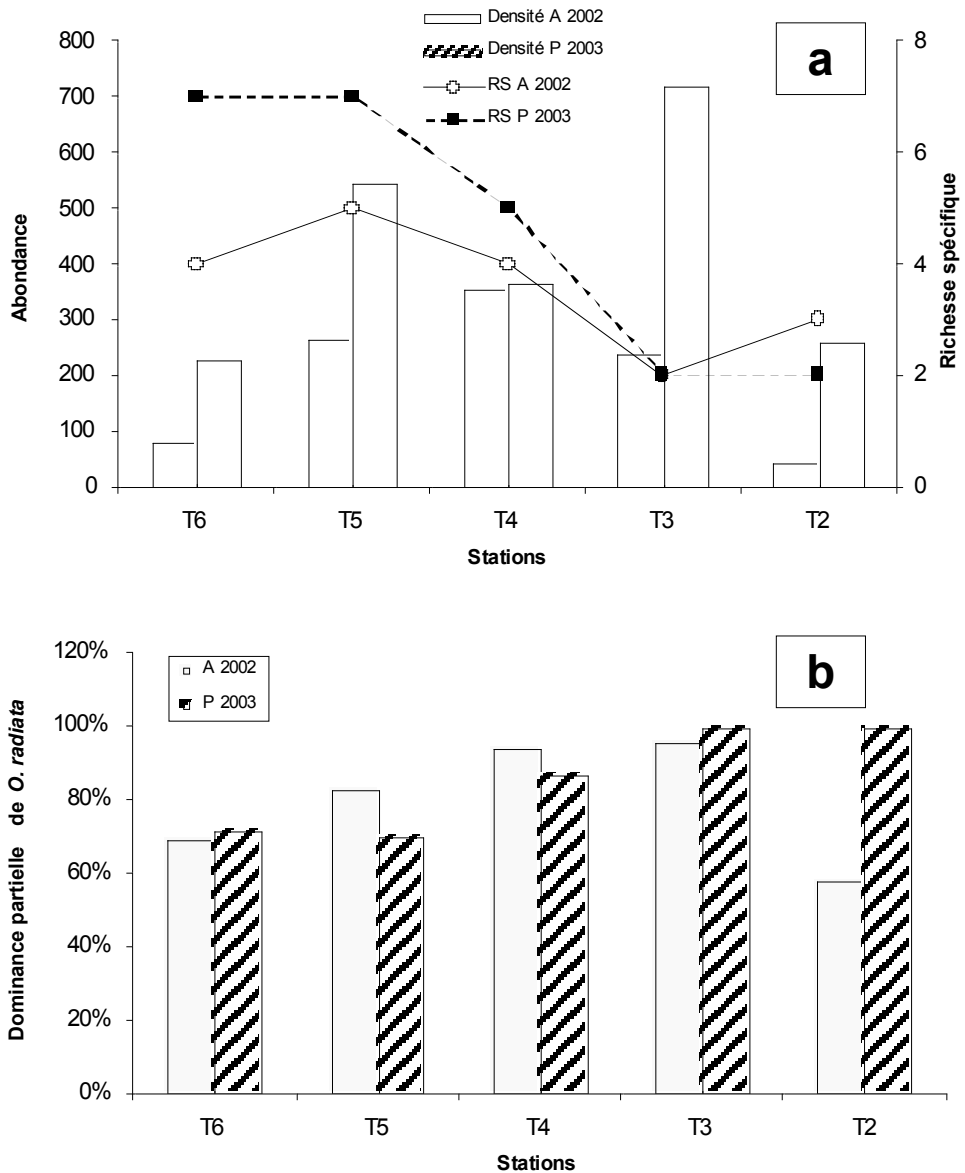 Densité A 2002
Densité P 2003
RS A 2002
RS P 2003
a
800
700
600
500
400
300
200
100
0
Abondance
8
6
4
2
0
Richesse spécifique
T6 T5 T4 T3 T2
Stations
A 2002
P 2003
b
120%
100%
80%
60%
40%
20%
0%
Dominance partielle de O. radiata
T6 T5 T4 T3 T2
Stations